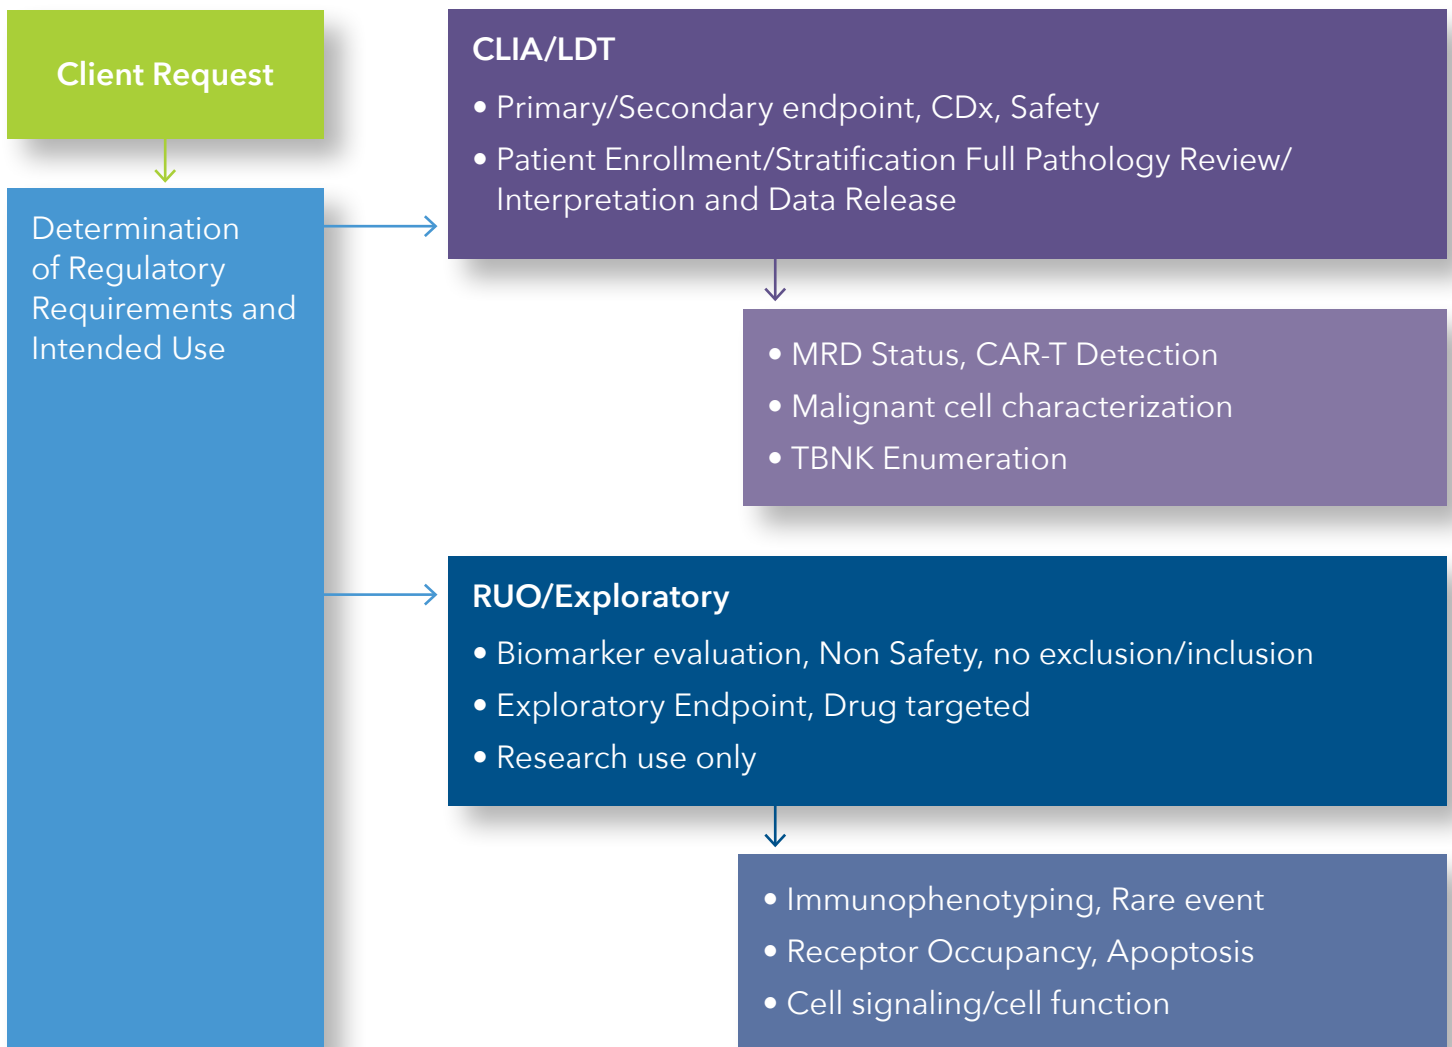 Client Request
Determination
of Regulatory
Requirements and
Intended Use
CLIA/LDT
• Primary/Secondary endpoint, CDx, Safety
• Patient Enrollment/Stratification Full Pathology Review/
Interpretation and Data Release
• MRD Status, CAR-T Detection
• Malignant cell characterization
• TBNK Enumeration
RUO/Exploratory
• Biomarker evaluation, Non Safety, no exclusion/inclusion
• Exploratory Endpoint, Drug targeted
• Research use only
• Immunophenotyping, Rare event
• Receptor Occupancy, Apoptosis
• Cell signaling/cell function